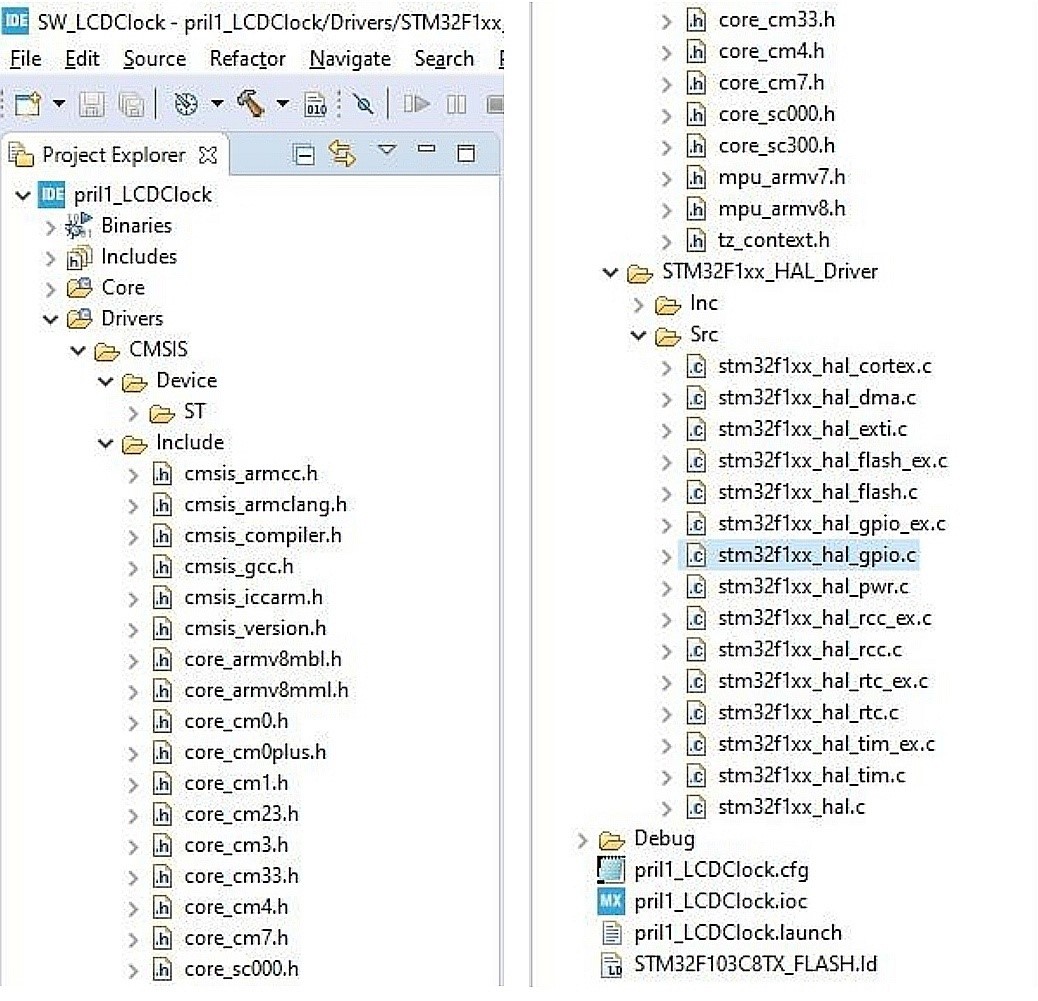 IDE SW_LCDClock - pril1_LCDClock/Drivers/STM32F1xx_
File Edit Source Refactor Navigate Search
010
Project Explorer
IDE pril1_LCDClock
Binaries
Includes
Core
Drivers
CMSIS
Device
ST
Include
.h cmsis_armcc.h
.h cmsis_armclang.h
.h cmsis_compiler.h
.h cmsis_gcc.h
.h cmsis_iccarm.h
.h cmsis_version.h
.h core_armv8mbl.h
.h core_armv8mml.h
.h core_cm0.h
.h core_cm0plus.h
.h core_cm1.h
.h core_cm23.h
.h core_cm3.h
.h core_cm33.h
.h core_cm4.h
.h core_cm7.h
.h core_sc000.h
.h core_cm33.h
.h core_cm4.h
.h core_cm7.h
.h core_sc000.h
.h core_sc300.h
.h mpu_armv7.h
.h mpu_armv8.h
.h tz_context.h
STM32F1xx_HAL_Driver
Inc
Src
.c stm32f1xx_hal_cortex.c
.c stm32f1xx_hal_dma.c
.c stm32f1xx_hal_exti.c
.c stm32f1xx_hal_flash_ex.c
.c stm32f1xx_hal_flash.c
.c stm32f1xx_hal_gpio_ex.c
.c stm32f1xx_hal_gpio.c
.c stm32f1xx_hal_pwr.c
.c stm32f1xx_hal_rcc_ex.c
.c stm32f1xx_hal_rcc.c
.c stm32f1xx_hal_rtc_ex.c
.c stm32f1xx_hal_rtc.c
.c stm32f1xx_hal_tim_ex.c
.c stm32f1xx_hal_tim.c
.c stm32f1xx_hal.c
Debug
pril1_LCDClock.cfg
MX pril1_LCDClock.ioc
pril1_LCDClock.launch
LD STM32F103C8TX_FLASH.ld